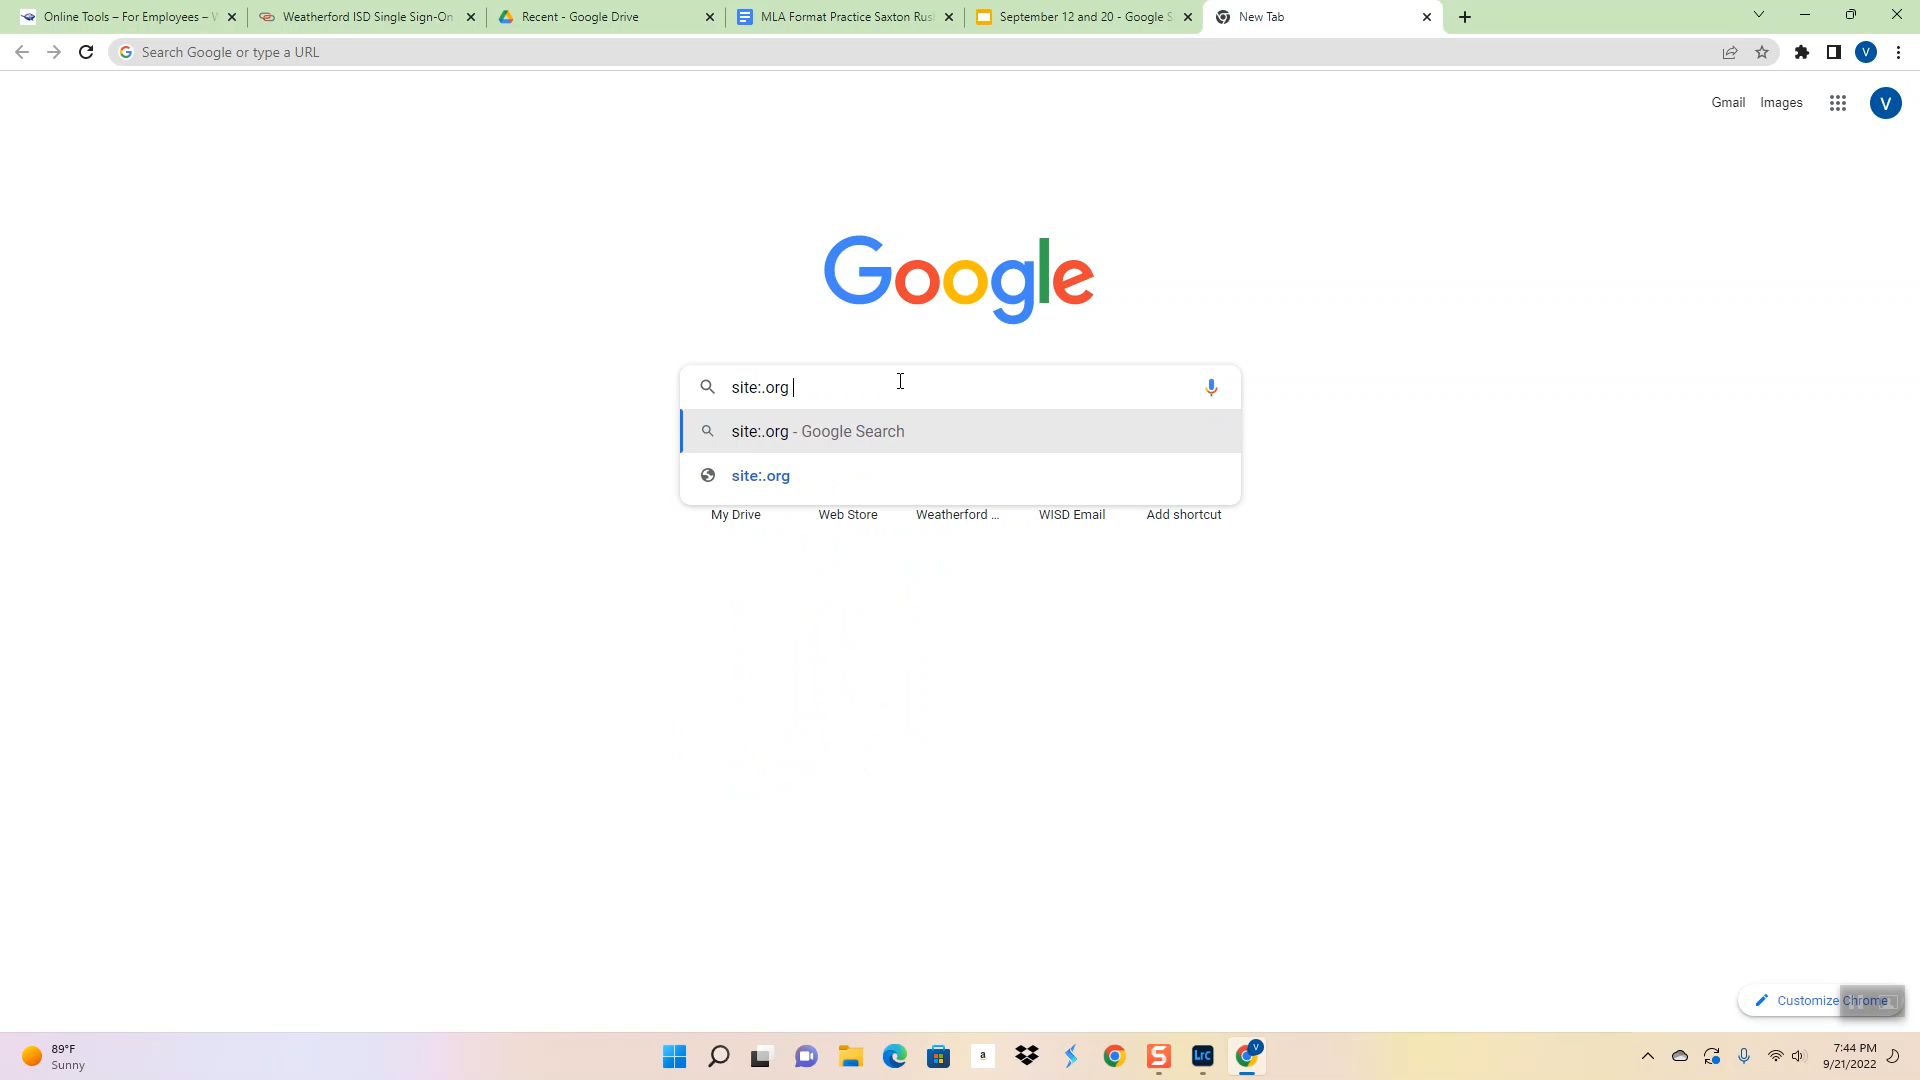 Online Tools – For Employees – W
Weatherford ISD Single Sign-On
Recent - Google Drive
MLA Format Practice Saxton Rus
September 12 and 20 - Google S
New Tab
Search Google or type a URL
V
Gmail
Images
V
Google
site:.org
site:.org - Google Search
site:.org
My Drive
Web Store
Weatherford ...
WISD Email
Add shortcut
Customize Chrome
89°F
Sunny
a
S
Lrc
V
7:44 PM
9/21/2022